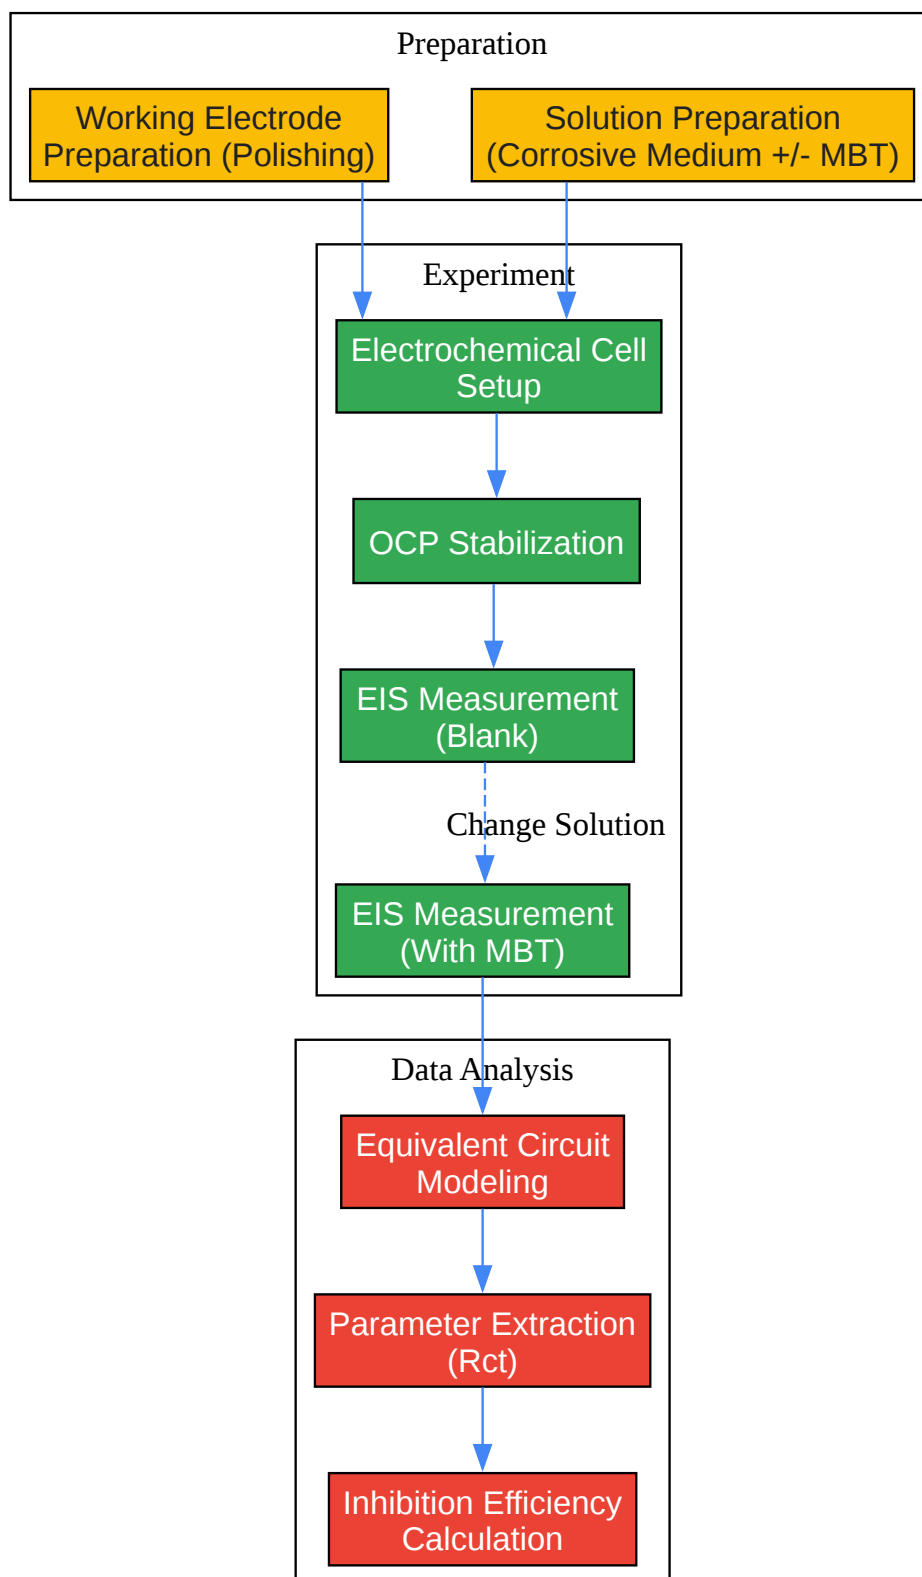 Preparation
Working Electrode
Preparation (Polishing)
Solution Preparation
(Corrosive Medium +/- MBT)
Experiment
Electrochemical Cell
Setup
OCP Stabilization
EIS Measurement
(Blank)
Change Solution
EIS Measurement
(With MBT)
Data Analysis
Equivalent Circuit
Modeling
Parameter Extraction
(Rct)
Inhibition Efficiency
Calculation